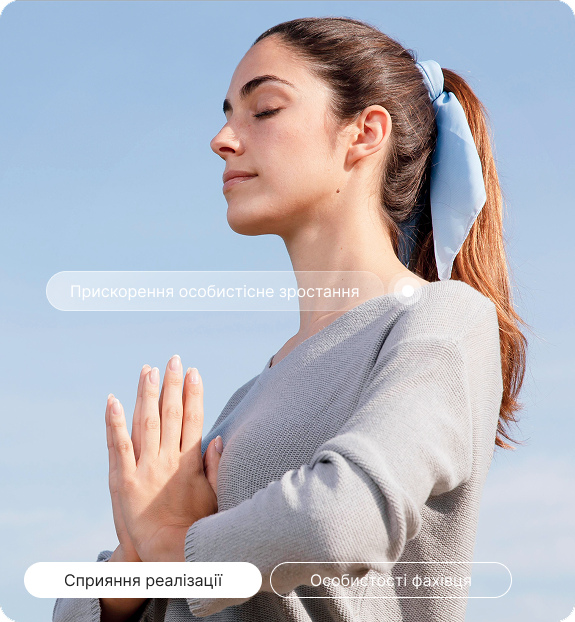 Прискорення особистісне зростання
Сприяння реалізації
Особистості фахівця